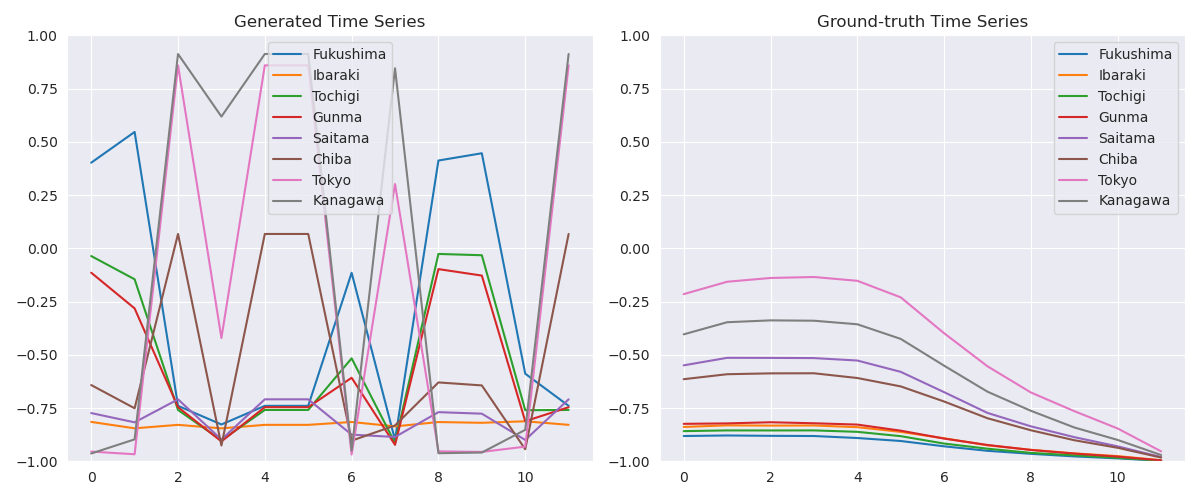 Generated Time Series
1.00
0.75
0.50
0.25
0.00
−0.25
−0.50
−0.75
−1.00
0 2 4 6 8 10
Fukushima
Ibaraki
Tochigi
Gunma
Saitama
Chiba
Tokyo
Kanagawa
Ground-truth Time Series
1.00
0.75
0.50
0.25
0.00
−0.25
−0.50
−0.75
−1.00
0 2 4 6 8 10
Fukushima
Ibaraki
Tochigi
Gunma
Saitama
Chiba
Tokyo
Kanagawa